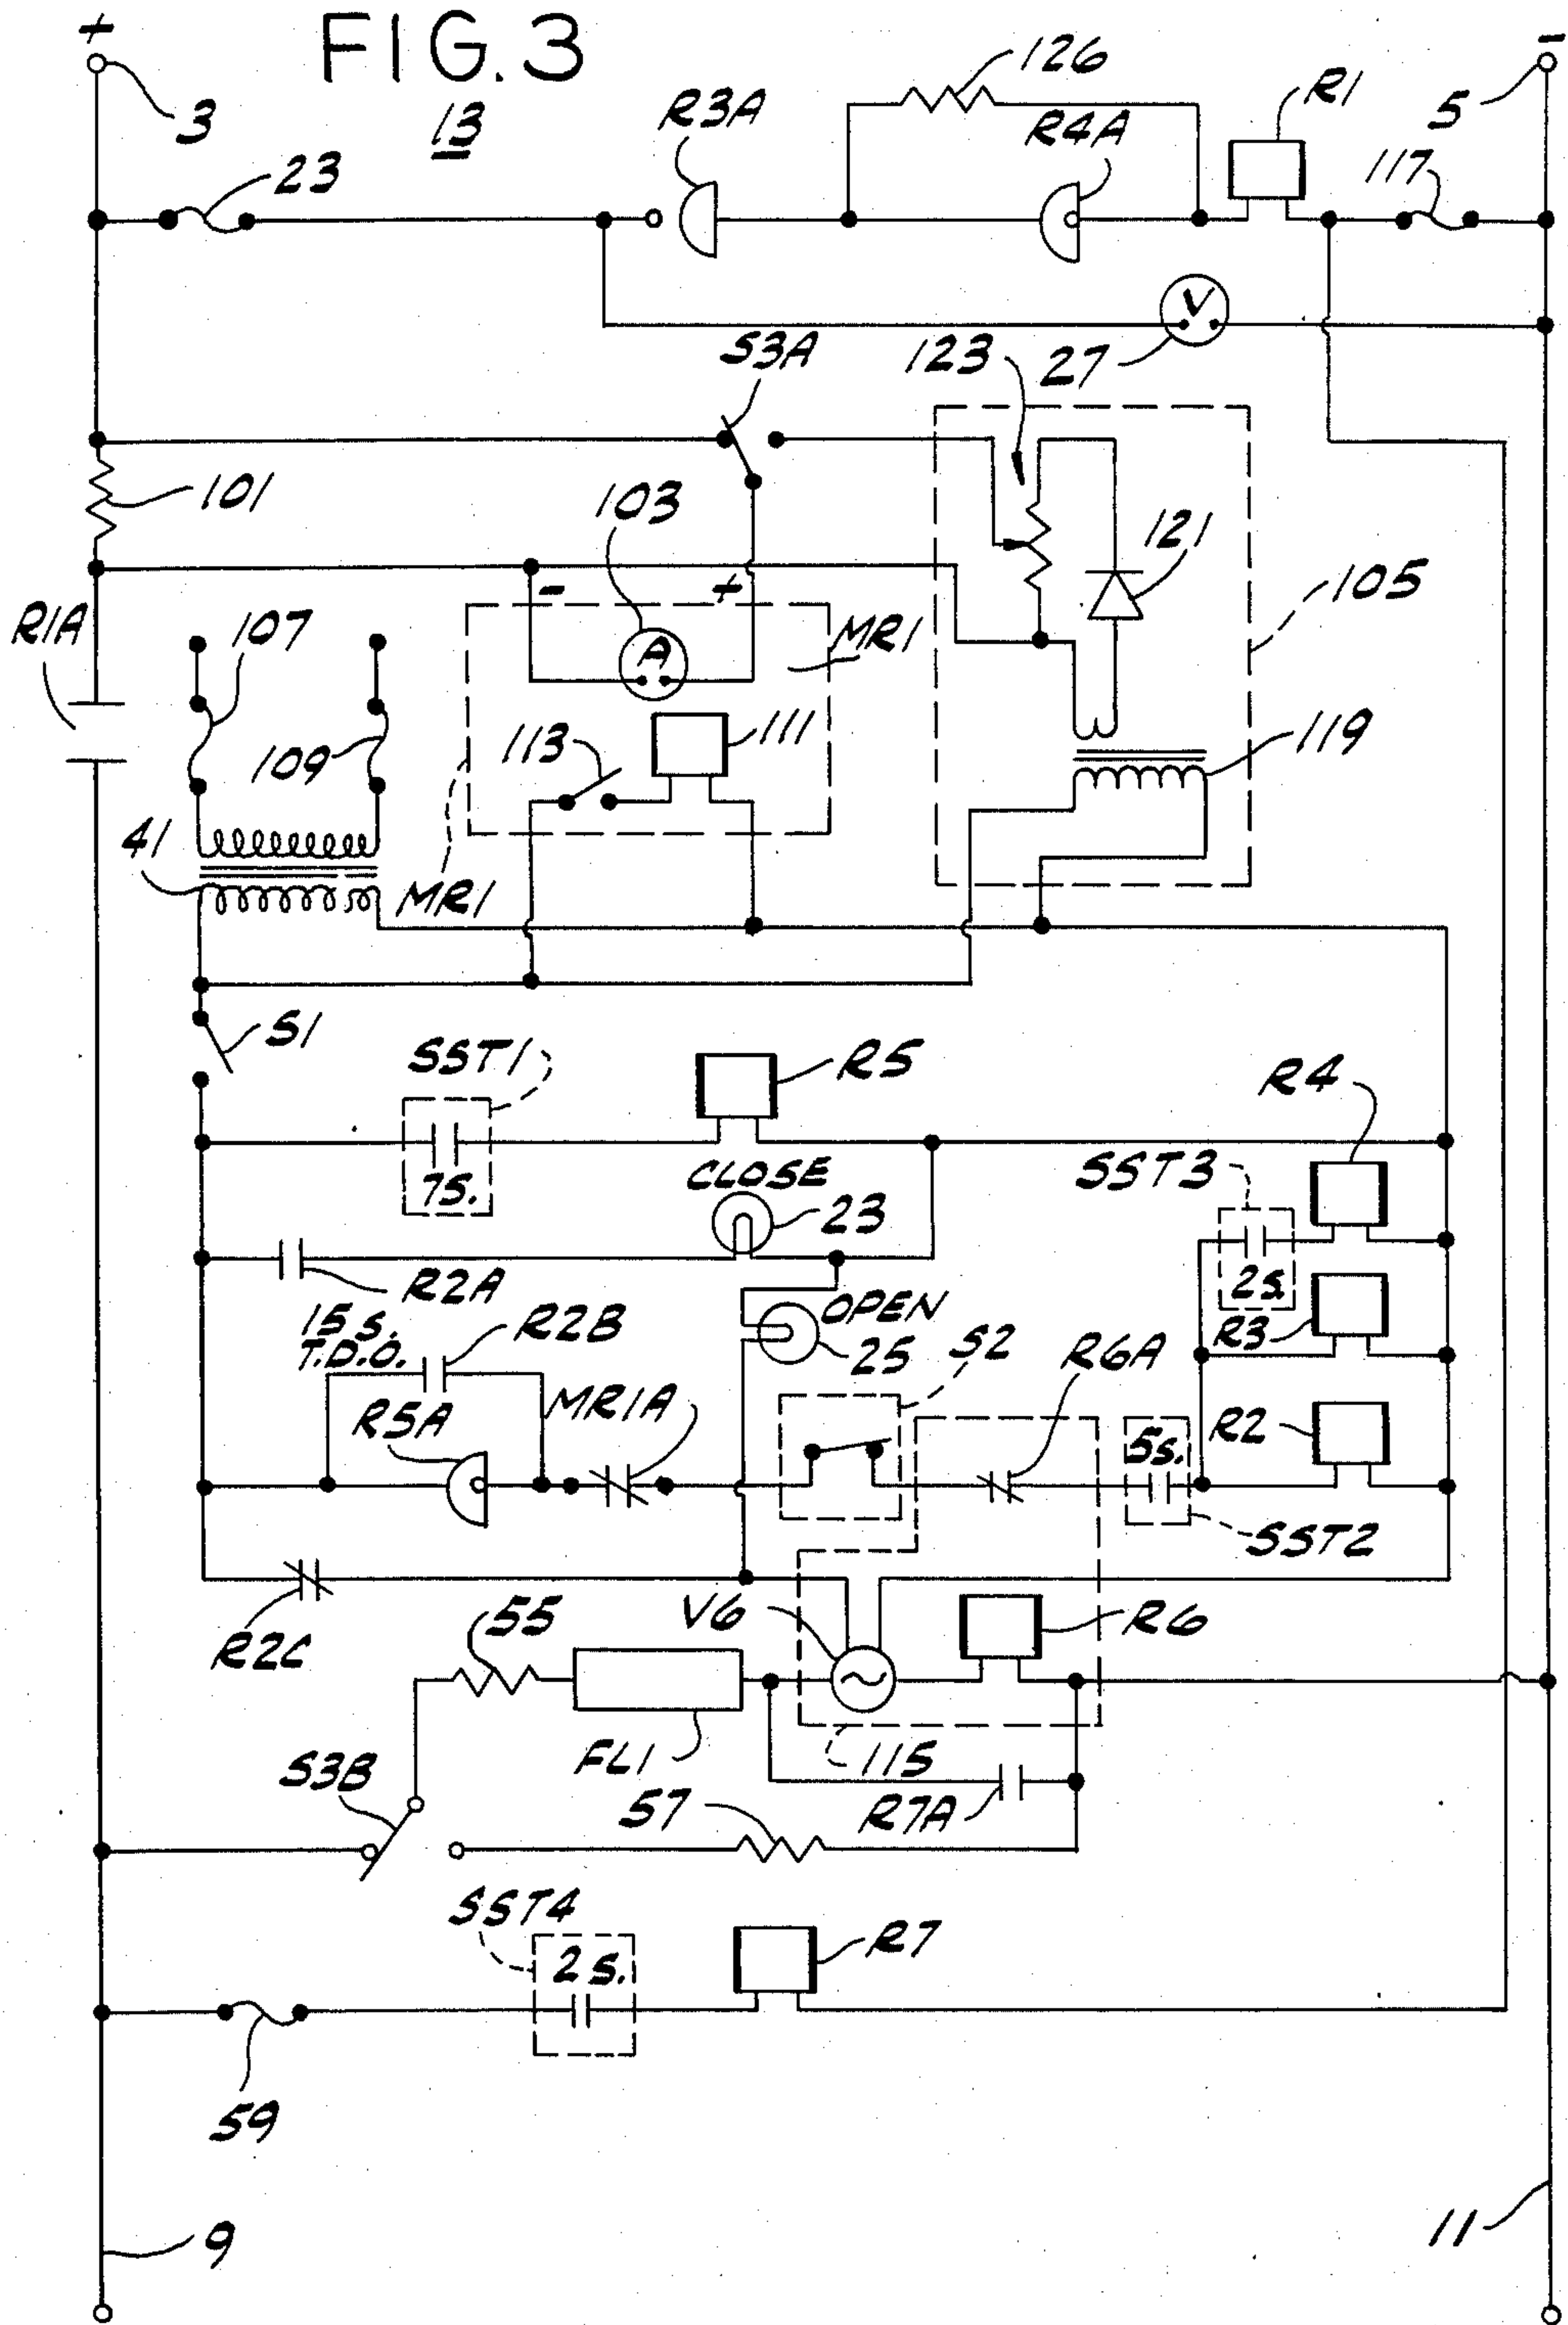 +
FIG. 3
-
3
13
R3A
126
R4A
R1
5
117
23
V
S3A
123
27
101
103
121
105
R1A
107
-
+
A
MR1
109
113
111
119
41
MR1
S1
SST1
R5
R4
7S.
CLOSE
23
SST3
R2A
2S.
15 S.
T.D.O.
R2B
OPEN
25
S2
R6A
R3
R5A
MR1A
5S.
R2
SST2
R2C
55
V6
R6
FL1
115
S3B
57
R7A
SST4
2 S.
R7
59
9
11